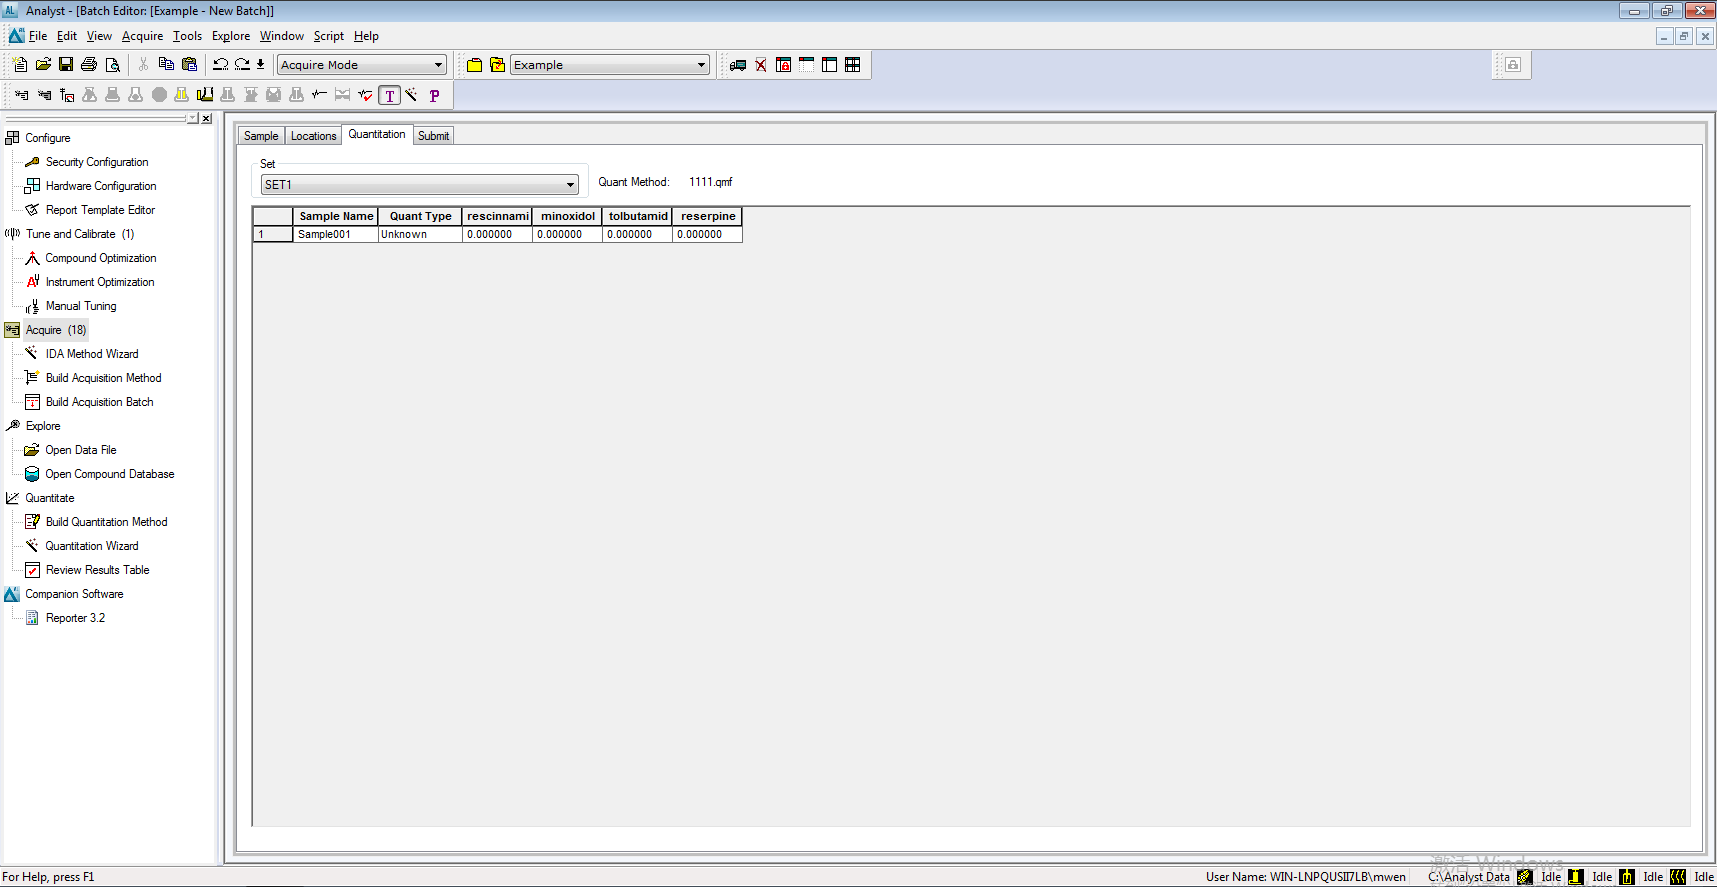 Analyst - [Batch Editor: [Example - New Batch]]
File Edit View Acquire Tools Explore Window Script Help
Acquire Mode Example
T P
Configure
Security Configuration
Hardware Configuration
Report Template Editor
Tune and Calibrate (1)
Compound Optimization
Instrument Optimization
Manual Tuning
Acquire (18)
IDA Method Wizard
Build Acquisition Method
Build Acquisition Batch
Explore
Open Data File
Open Compound Database
Quantitate
Build Quantitation Method
Quantitation Wizard
Review Results Table
Companion Software
Reporter 3.2
Sample Locations Quantitation Submit
Set
SET1 Quant Method: 1111.qmf
Sample Name Quant Type rescinnami minoxidol tolbutamid reserpine
1 Sample001 Unknown 0.000000 0.000000 0.000000 0.000000
激活 Windows
For Help, press F1 User Name: WIN-LNPQUSII7LB\mwen C:\Analyst Data Idle Idle Idle Idle